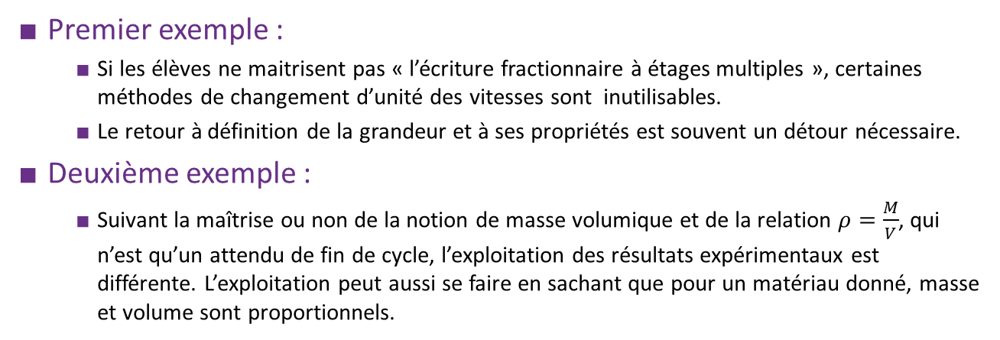 ■ Premier exemple :
■ Si les élèves ne maitrisent pas « l’écriture fractionnaire à étages multiples », certaines
méthodes de changement d’unité des vitesses sont inutilisables.
■ Le retour à définition de la grandeur et à ses propriétés est souvent un détour nécessaire.
■ Deuxième exemple :
■ Suivant la maîtrise ou non de la notion de masse volumique et de la relation ρ = M/V, qui
n’est qu’un attendu de fin de cycle, l’exploitation des résultats expérimentaux est
différente. L’exploitation peut aussi se faire en sachant que pour un matériau donné, masse
et volume sont proportionnels.